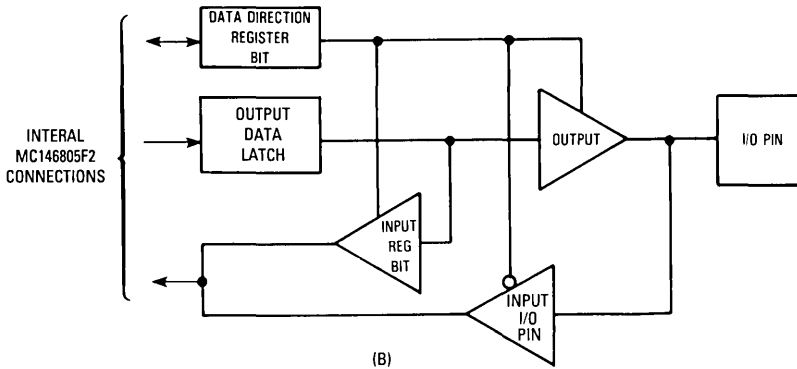 DATA DIRECTION
REGISTER
BIT
OUTPUT
DATA
LATCH
INTERAL
MC146805F2
CONNECTIONS
OUTPUT
I/O PIN
INPUT
REG
BIT
INPUT
I/O
PIN
(B)